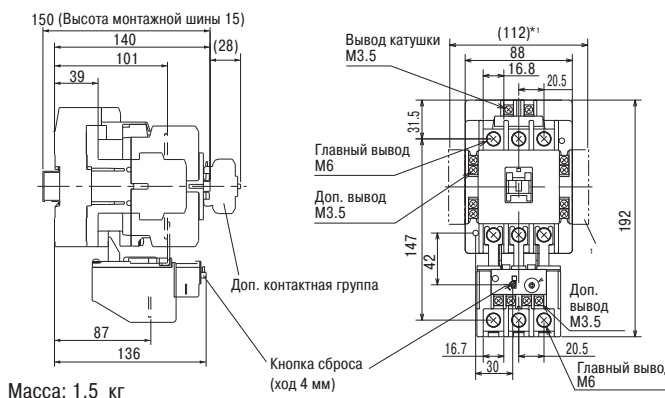 150 (Высота монтажной шины 15)
140
(28)
101
39
87
136
Доп. контактная группа
Кнопка сброса
(ход 4 мм)
Масса: 1.5 кг
(112)*¹
88
16.8
20.5
Вывод катушки
M3.5
31.5
Главный вывод
M6
Доп. вывод
M3.5
147
42
192
1
Доп.
вывод
M3.5
16.7
30
20.5
Главный вывод
M6